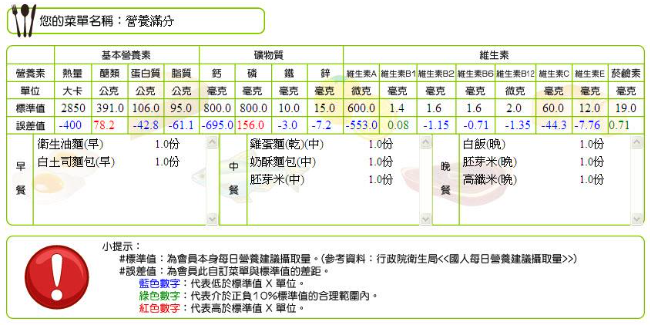 您的菜單名稱：營養滿分
基本營養素 礦物質 維生素
營養素 熱量 醣類 蛋白質 脂質 鈣 磷 鐵 鋅 維生素A 維生素B1 維生素B2 維生素B6 維生素B12 維生素C 維生素E 菸鹼素
單位 大卡 公克 公克 公克 毫克 毫克 毫克 毫克 微克 毫克 毫克 毫克 微克 毫克 毫克 毫克
標準值 2850 391.0 106.0 95.0 800.0 800.0 10.0 15.0 600.0 1.4 1.6 1.6 2.0 60.0 12.0 19.0
誤差值 -400 78.2 -42.8 -61.1 -695.0 156.0 -3.0 -7.2 -553.0 0.08 -1.15 -0.71 -1.35 -44.3 -7.76 0.71
早餐
衛生油麵(早) 1.0份
白土司麵包(早) 1.0份
中餐
雞蛋麵(乾)(中) 1.0份
奶酥麵包(中) 1.0份
胚芽米(中) 1.0份
晚餐
白飯(晚) 1.0份
胚芽米(晚) 1.0份
高纖米(晚) 1.0份
小提示：
#標準值：為會員本身每日營養建議攝取量。(參考資料：行政院衛生局<<國人每日營養建議攝取量>>)
#誤差值：為會員此自訂菜單與標準值的差距。
藍色數字：代表低於標準值 X 單位。
綠色數字：代表介於正負10%標準值的合理範圍內。
紅色數字：代表高於標準值 X 單位。